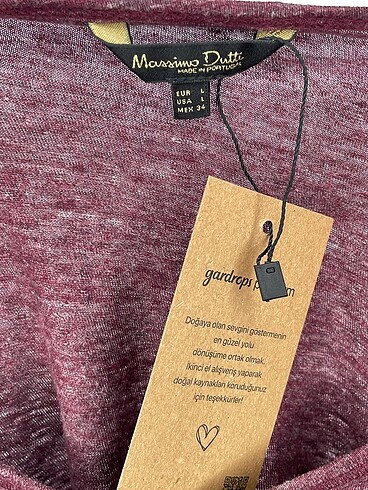 Massimo Dutti
MADE IN PORTUGAL
EUR L
USA L
MEX 34
gardrops
Doğaya olan sevgini göstermenin
en güzel yolu
dönüşüme ortak olmak.
İkinci el alışveriş yaparak
doğal kaynakları koruduğunuz
için teşekkürler!